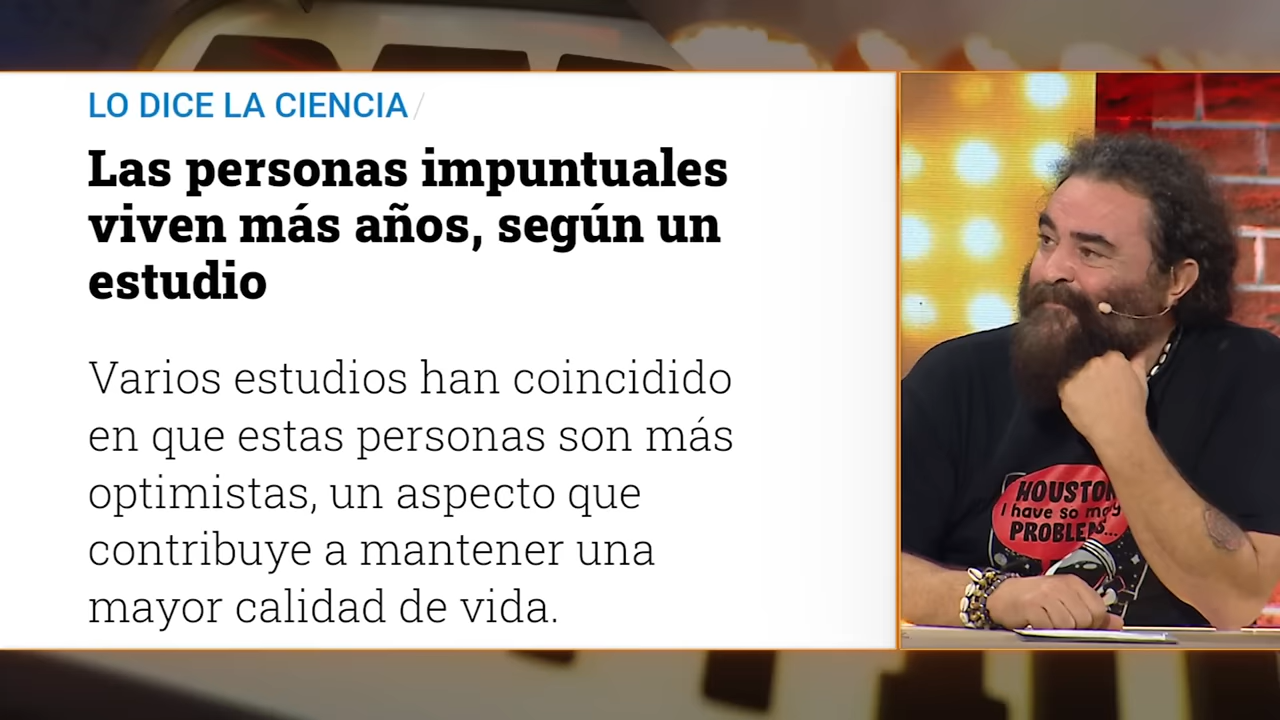 LO DICE LA CIENCIA/
Las personas impuntuales
viven más años, según un
estudio
Varios estudios han coincidido
en que estas personas son más
optimistas, un aspecto que
contribuye a mantener una
mayor calidad de vida.
HOUSTON
I have so many
PROBLEMS...